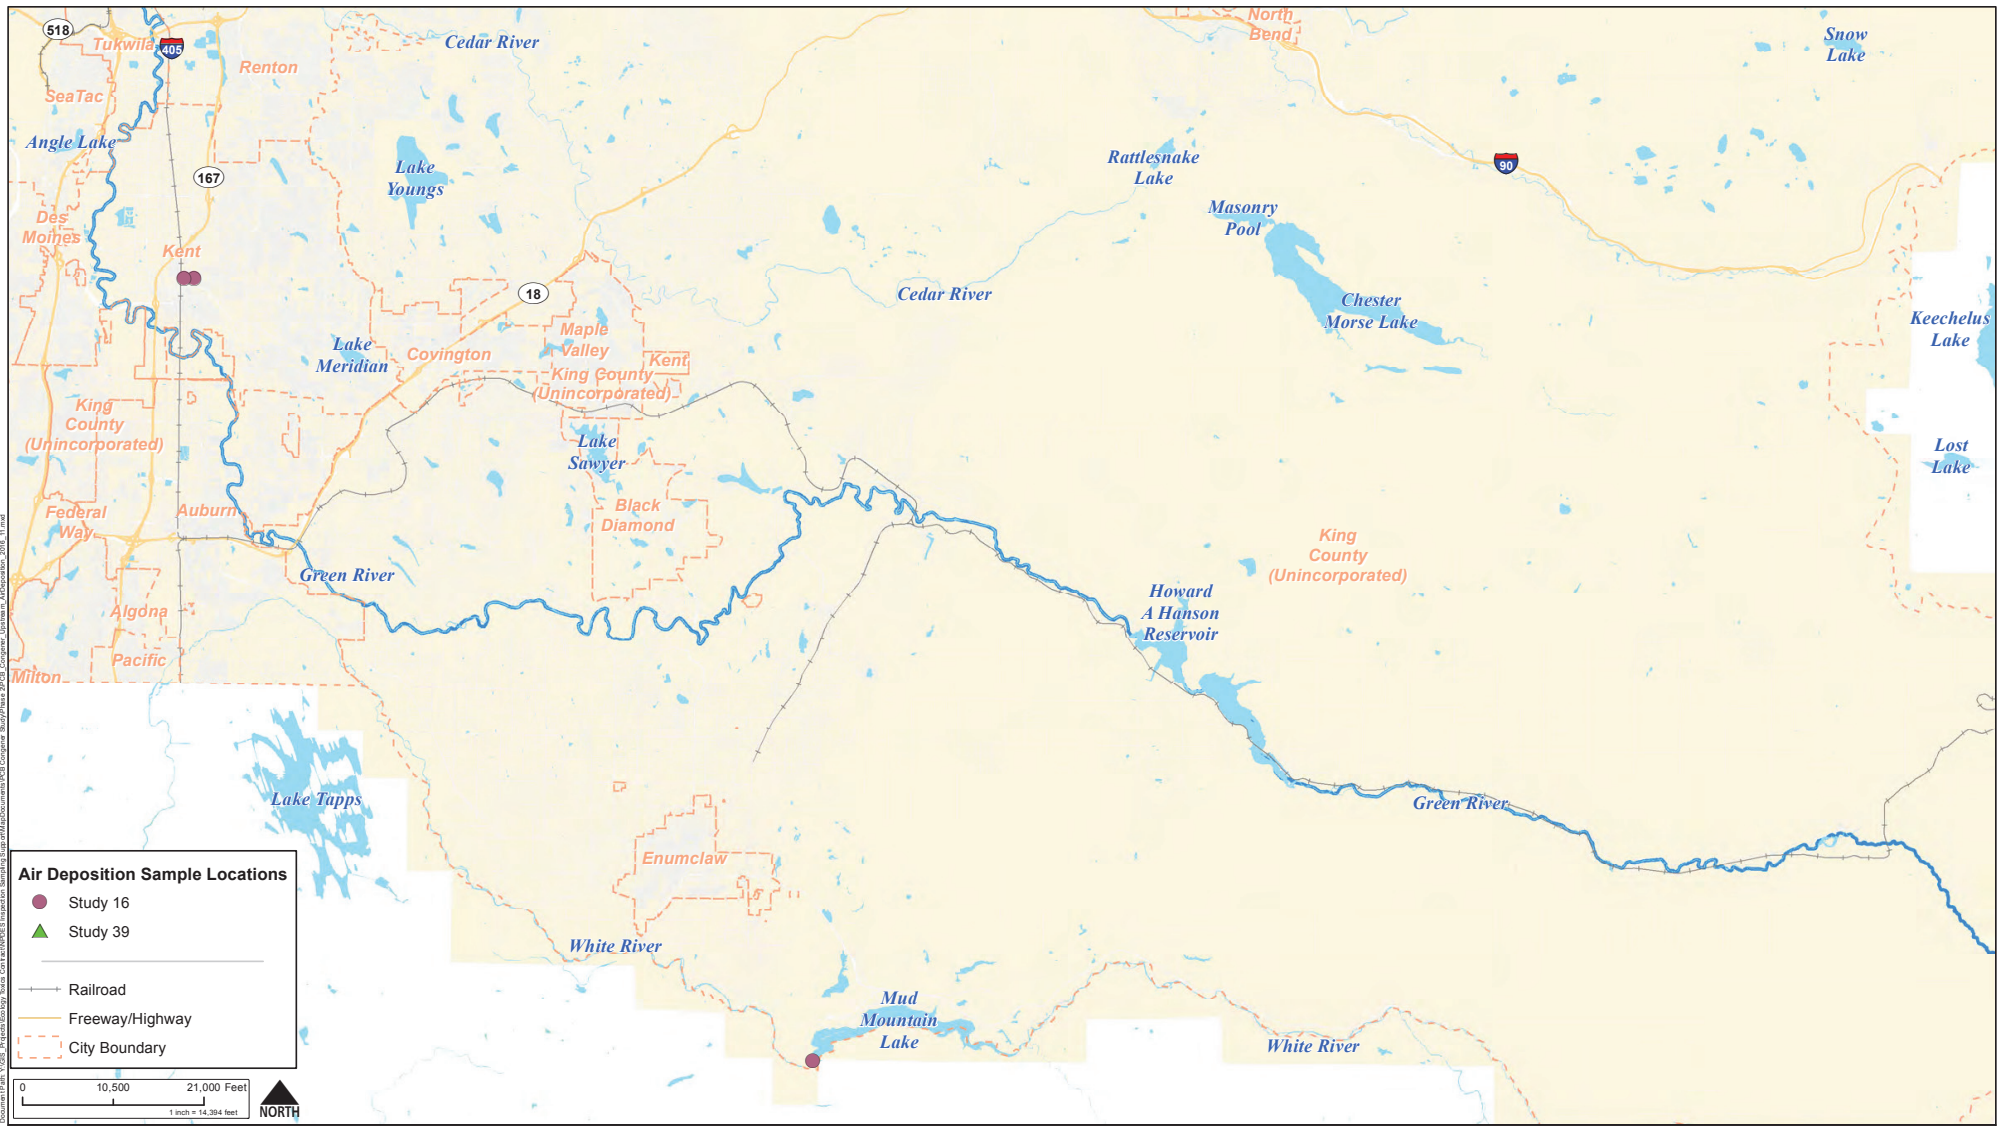 518
Tukwila
405
Renton
Cedar River
North
Bend
Snow
Lake
SeaTac
Angle Lake
167
Lake
Youngs
Rattlesnake
Lake
90
Des
Moines
Masonry
Pool
Kent
18
Cedar River
Chester
Morse Lake
Keechelus
Lake
Lake
Meridian
Covington
Maple
Valley
Kent
King County
(Unincorporated)
King
County
(Unincorporated)
Lake
Sawyer
Lost
Lake
Federal
Way
Auburn
Black
Diamond
King
County
(Unincorporated)
Green River
Howard
A Hanson
Reservoir
Algona
Pacific
Milton
Lake Tapps
Green River
Enumclaw
White River
Mud
Mountain
Lake
White River
Air Deposition Sample Locations
Study 16
Study 39
Railroad
Freeway/Highway
City Boundary
0 10,500 21,000 Feet
1 inch = 14,394 feet
NORTH